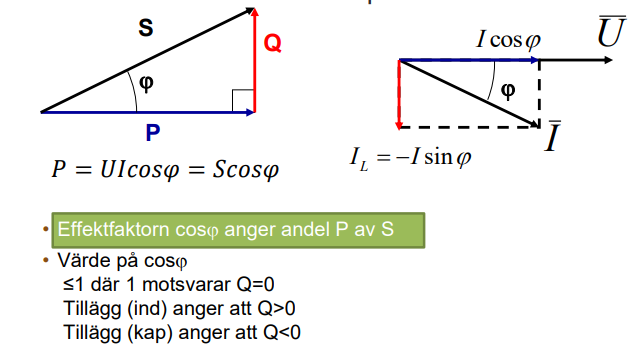 S
Q
φ
P
P = UIcosφ = Scosφ
I cos φ
U̅
φ
I̅
I_L = −I sin φ
• Effektfaktorn cosφ anger andel P av S
• Värde på cosφ
≤1 där 1 motsvarar Q=0
Tillägg (ind) anger att Q>0
Tillägg (kap) anger att Q<0